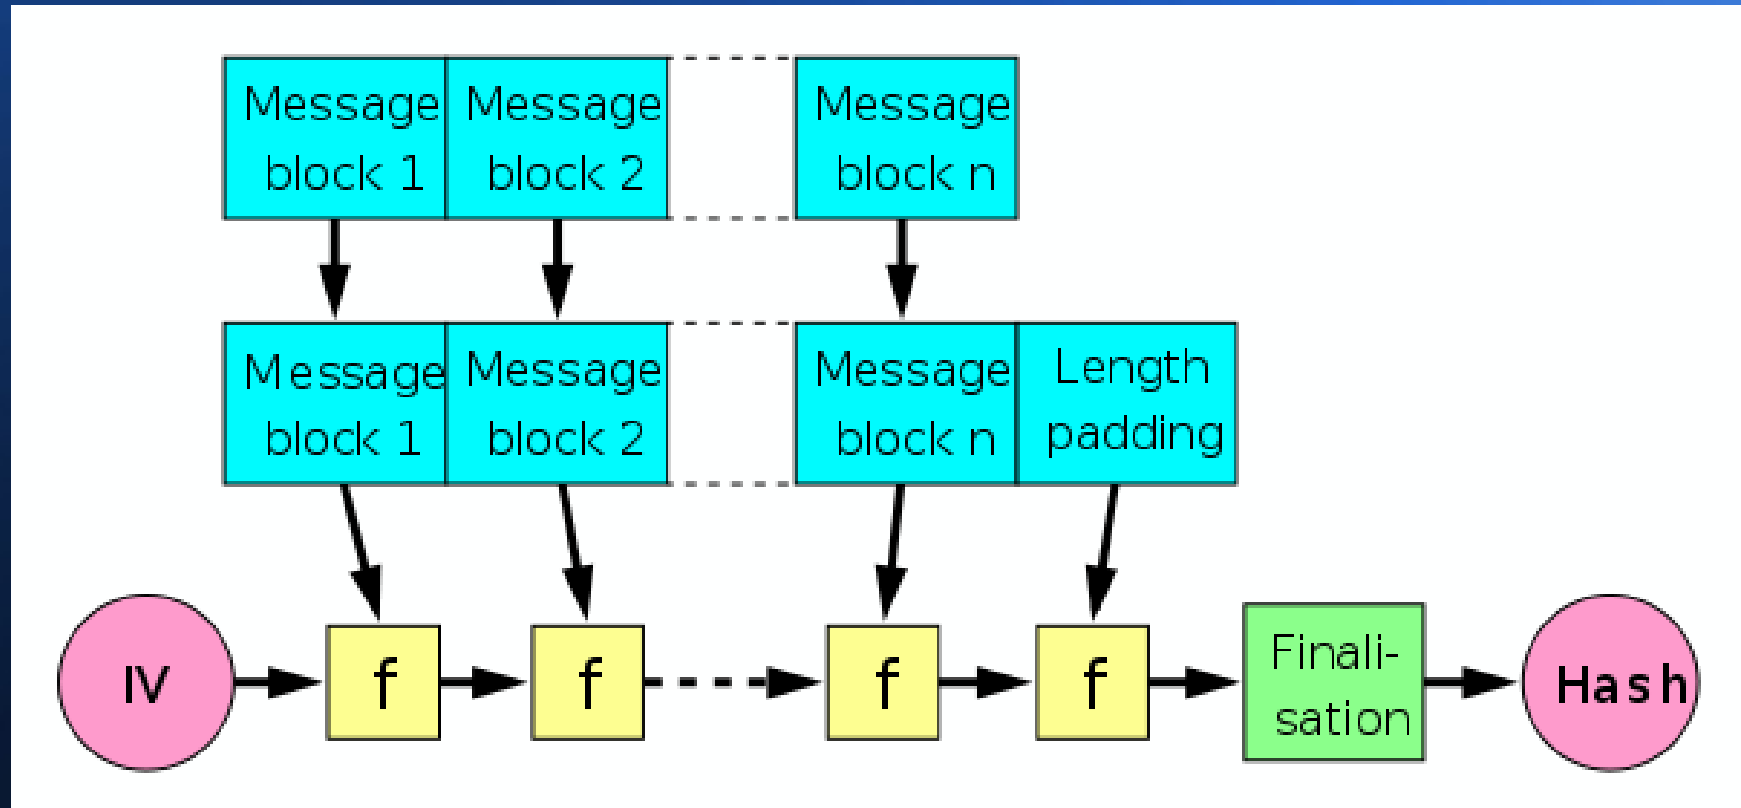 Message Message Message
block 1 block 2 block n
Message Message Message Length
block 1 block 2 block n padding
IV f f f f Finali- Hash
sation